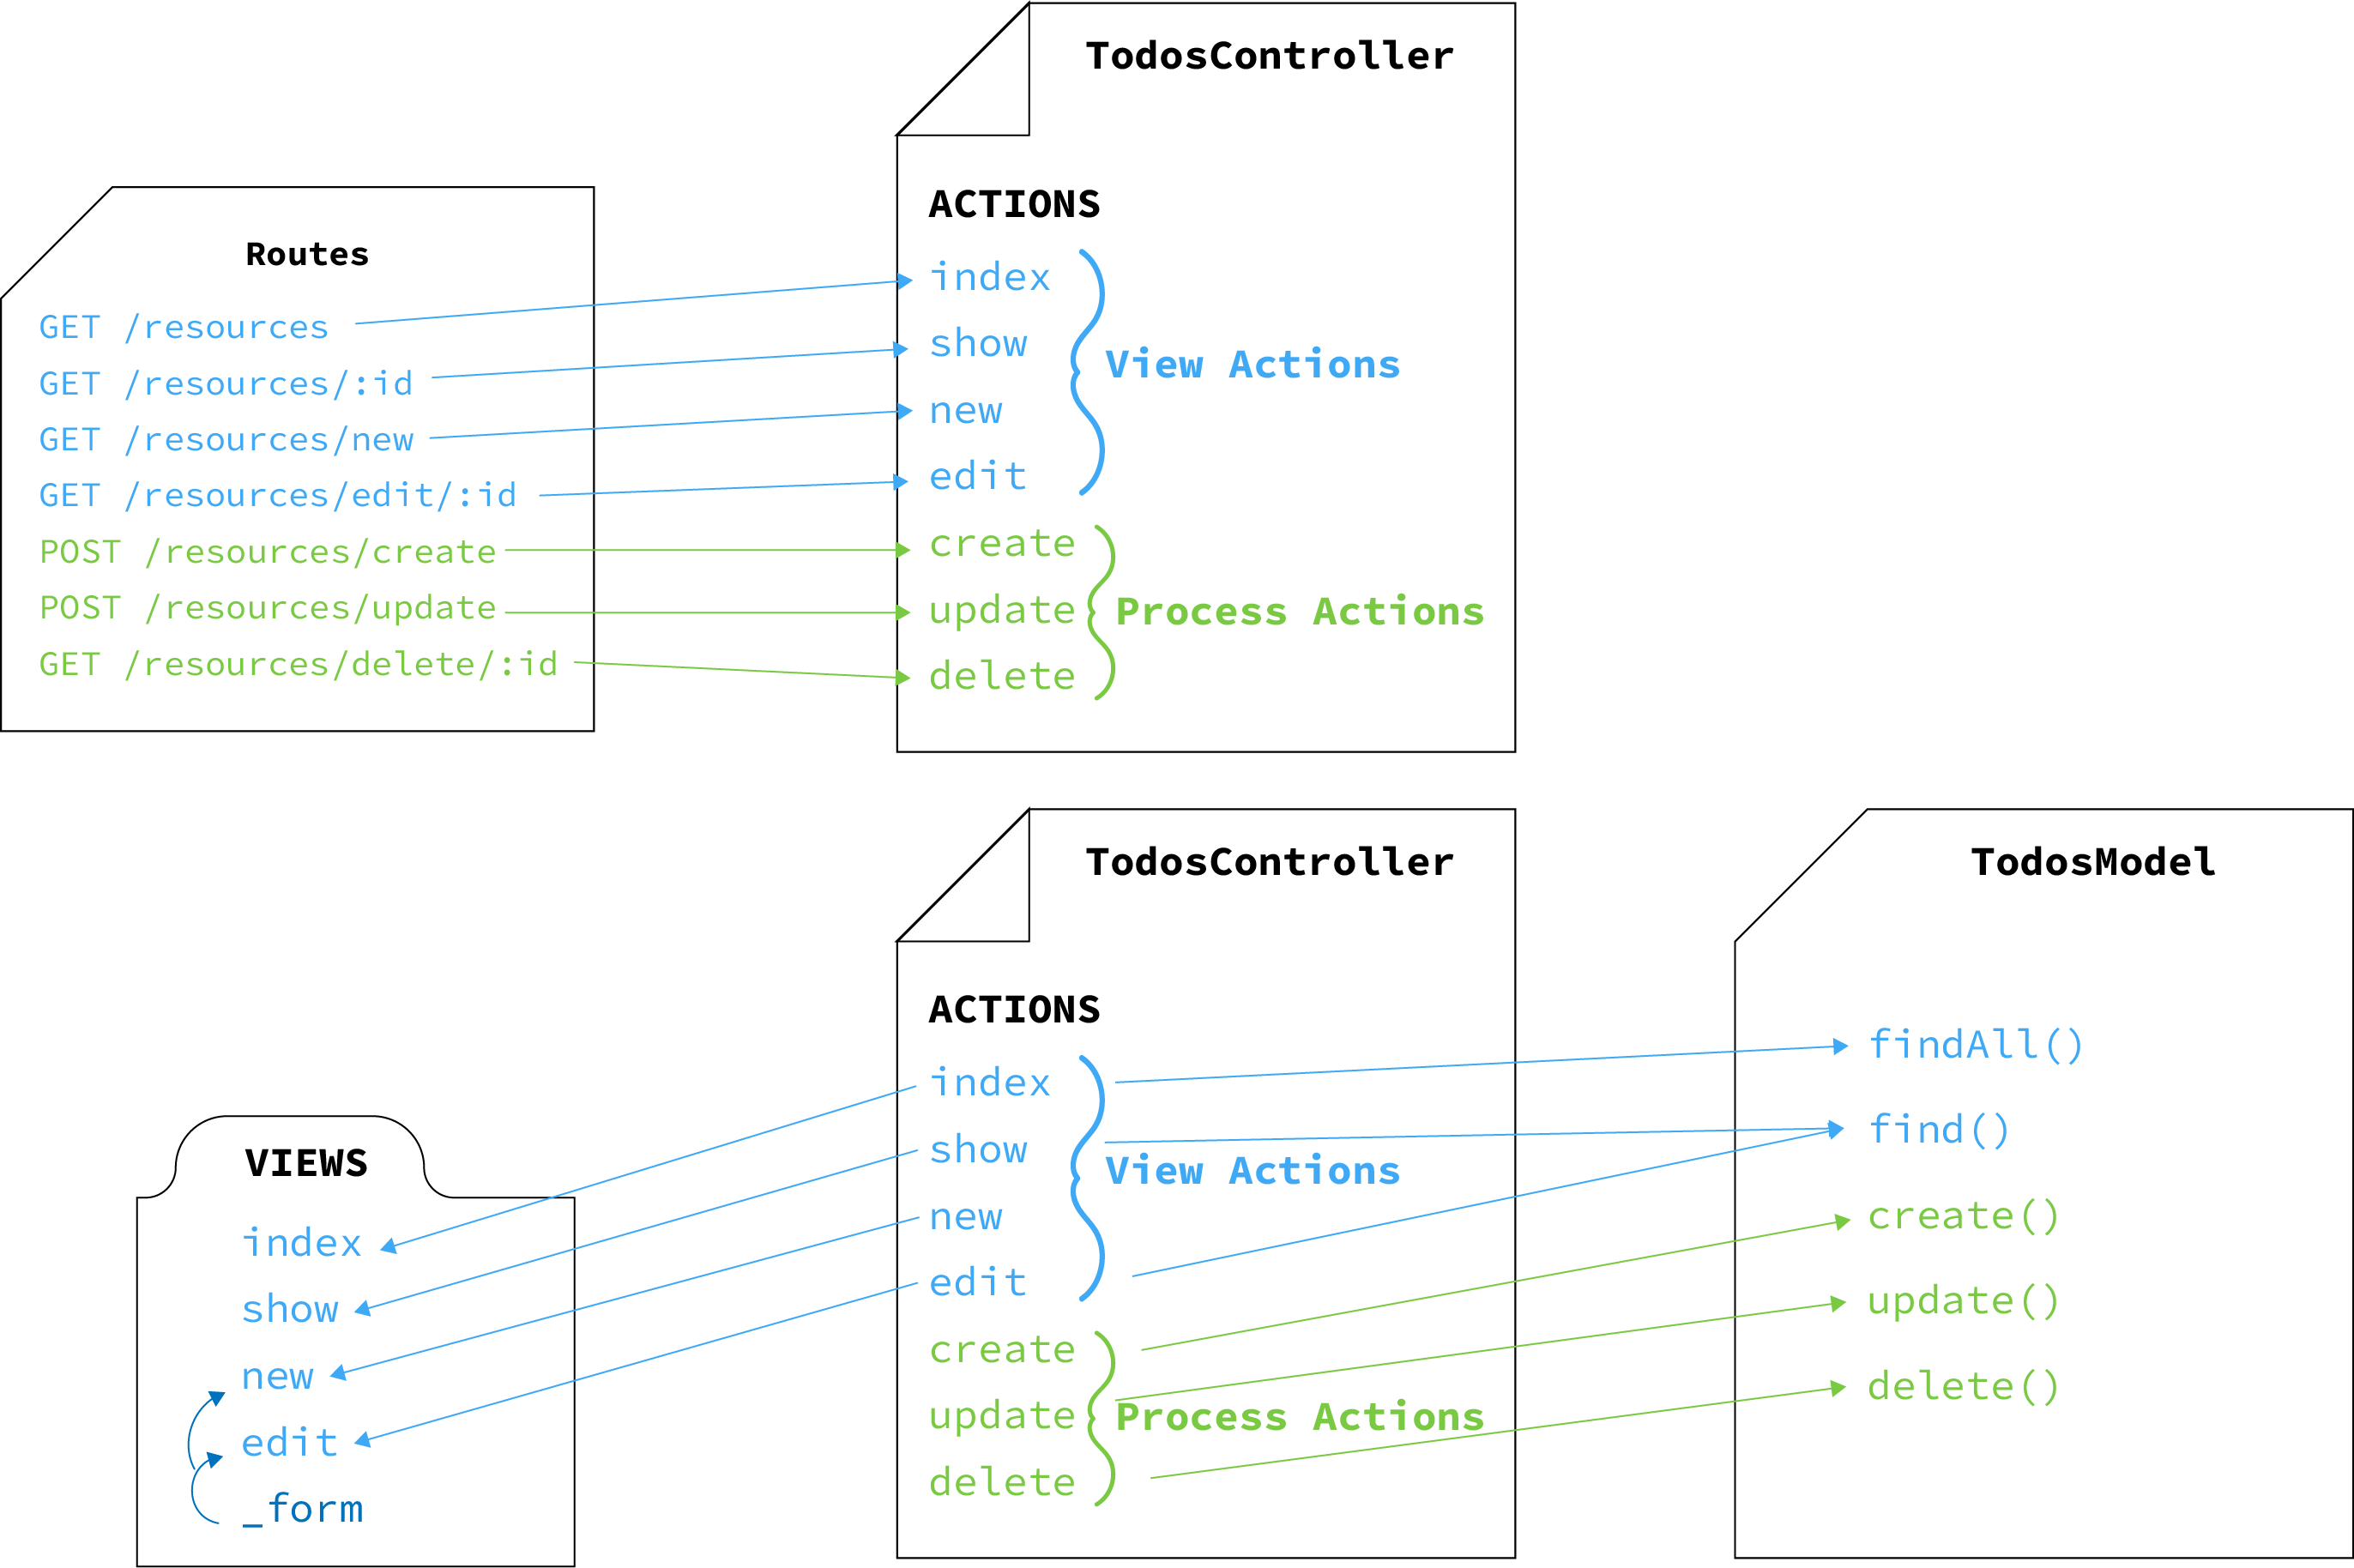 TodosController
ACTIONS
Routes
GET /resources
GET /resources/:id
GET /resources/new
GET /resources/edit/:id
POST /resources/create
POST /resources/update
GET /resources/delete/:id
index
show
new
edit
View Actions
create
update
delete
Process Actions
TodosController
ACTIONS
index
show
new
edit
View Actions
create
update
delete
Process Actions
TodosModel
findAll()
find()
create()
update()
delete()
VIEWS
index
show
new
edit
_form